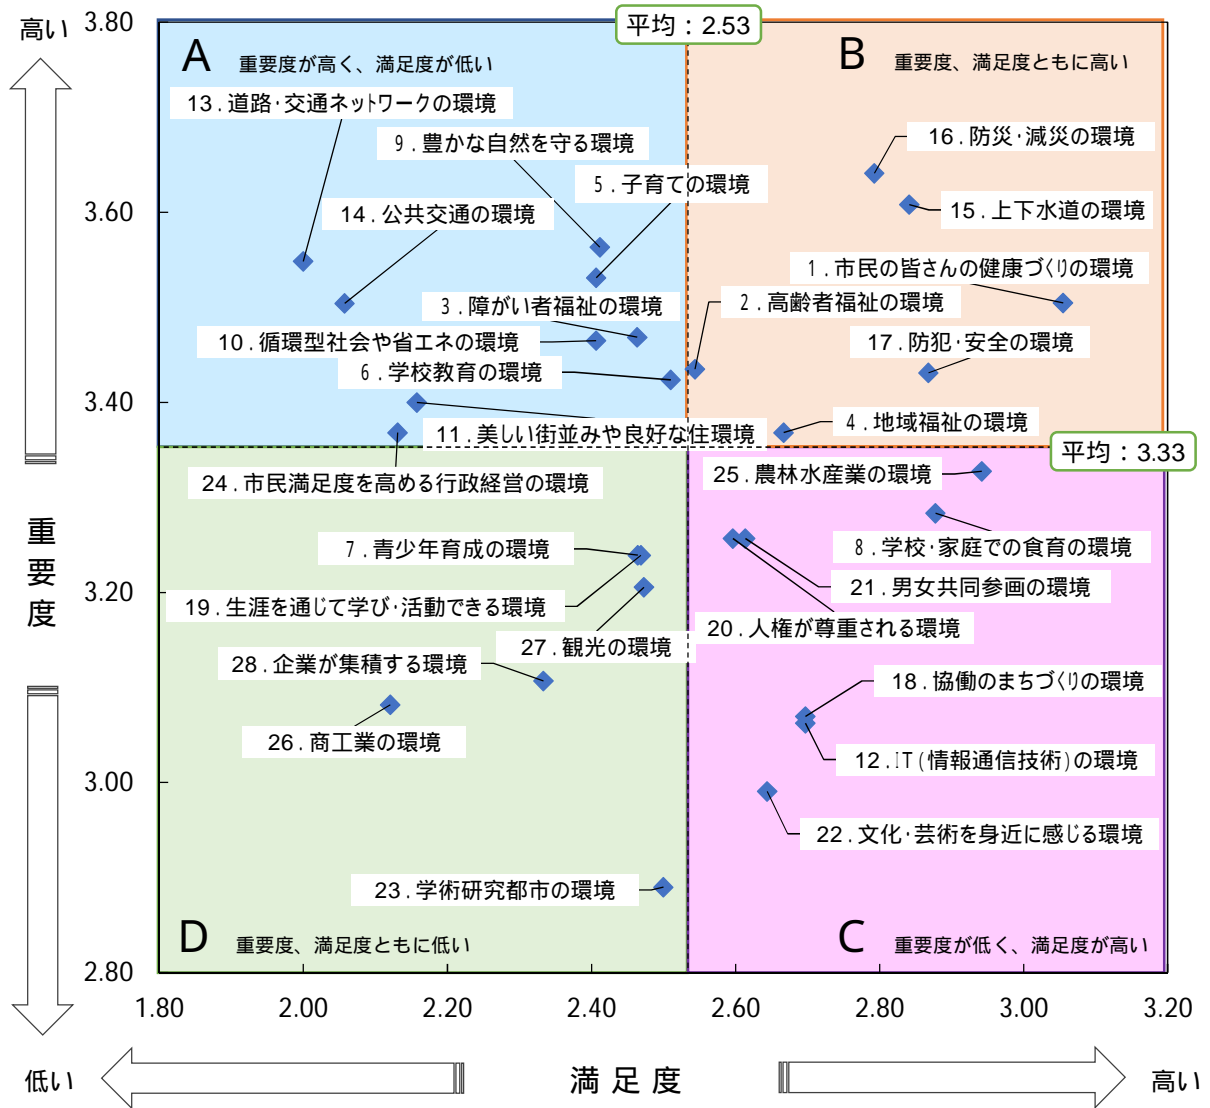 高い
3.80
平均：2.53
A 重要度が高く、満足度が低い
B 重要度、満足度ともに高い
13．道路･交通ネットワークの環境
9．豊かな自然を守る環境
16．防災･減災の環境
5．子育ての環境
3.60
14．公共交通の環境
15．上下水道の環境
1．市民の皆さんの健康づくりの環境
3．障がい者福祉の環境
2．高齢者福祉の環境
10．循環型社会や省エネの環境
17．防犯･安全の環境
6．学校教育の環境
3.40
4．地域福祉の環境
11．美しい街並みや良好な住環境
平均：3.33
24．市民満足度を高める行政経営の環境
25．農林水産業の環境
重要度
7．青少年育成の環境
8．学校･家庭での食育の環境
21．男女共同参画の環境
3.20
19．生涯を通じて学び･活動できる環境
20．人権が尊重される環境
27．観光の環境
28．企業が集積する環境
18．協働のまちづくりの環境
26．商工業の環境
12．IT(情報通信技術)の環境
3.00
22．文化･芸術を身近に感じる環境
23．学術研究都市の環境
D 重要度、満足度ともに低い
C 重要度が低く、満足度が高い
2.80
1.80 2.00 2.20 2.40 2.60 2.80 3.00 3.20
低い 満足度 高い